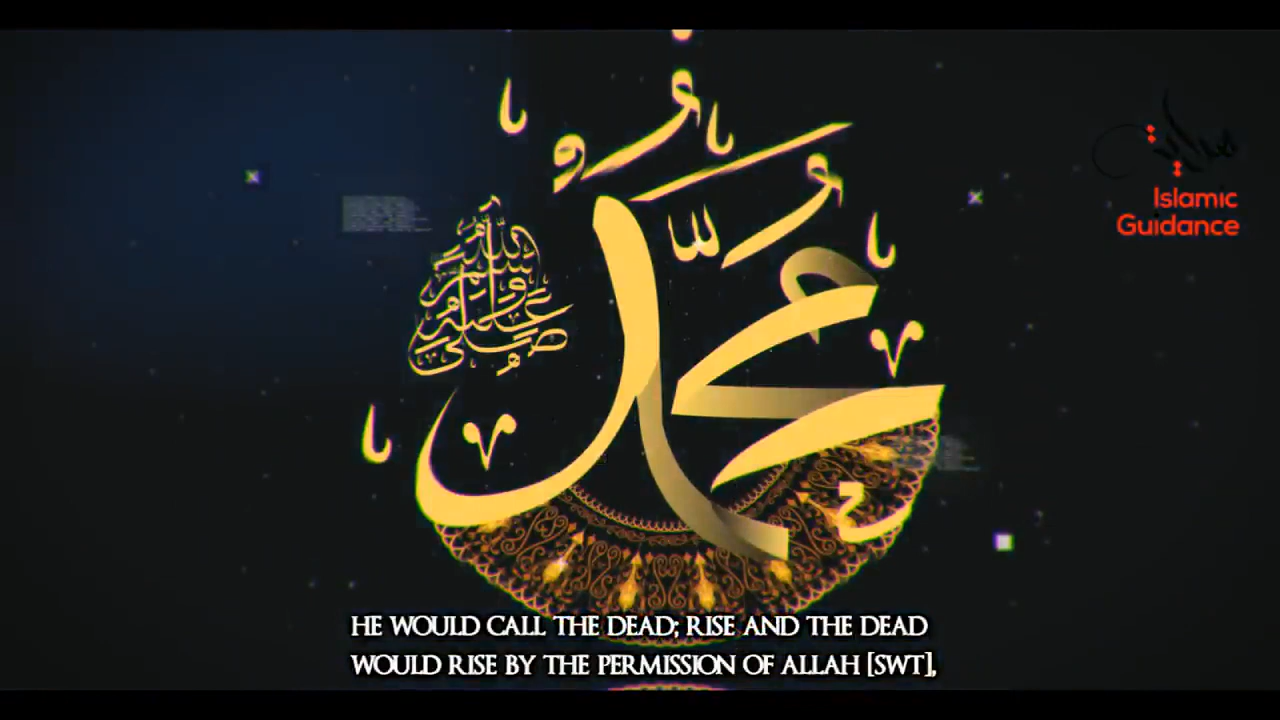 محمد
صلى الله عليه وسلم
هداية
Islamic
Guidance
HE WOULD CALL THE DEAD; RISE AND THE DEAD
WOULD RISE BY THE PERMISSION OF ALLAH [SWT],